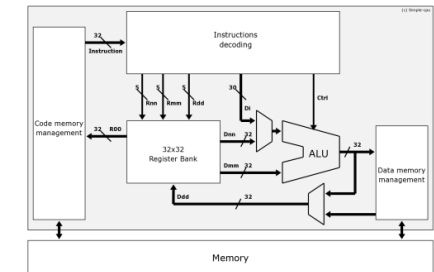 (c) Simple-cpu
32
Instruction
Instructions
decoding
5
Rnn
5
Rmm
5
Rdd
30
Di
Ctrl
Code memory
management
32
RD0
32x32
Register Bank
Dnn
32
Dmm
32
ALU
32
Data memory
management
Ddd
32
Memory